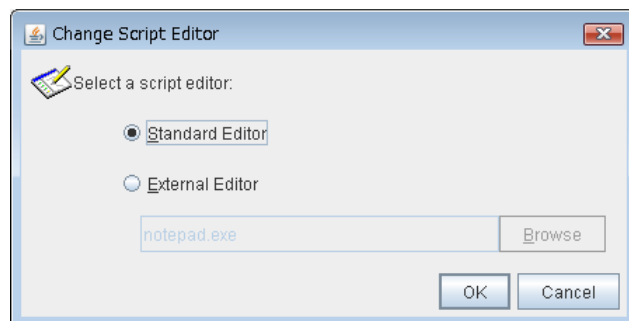 Change Script Editor
Select a script editor:
Standard Editor
External Editor
notepad.exe Browse
OK Cancel